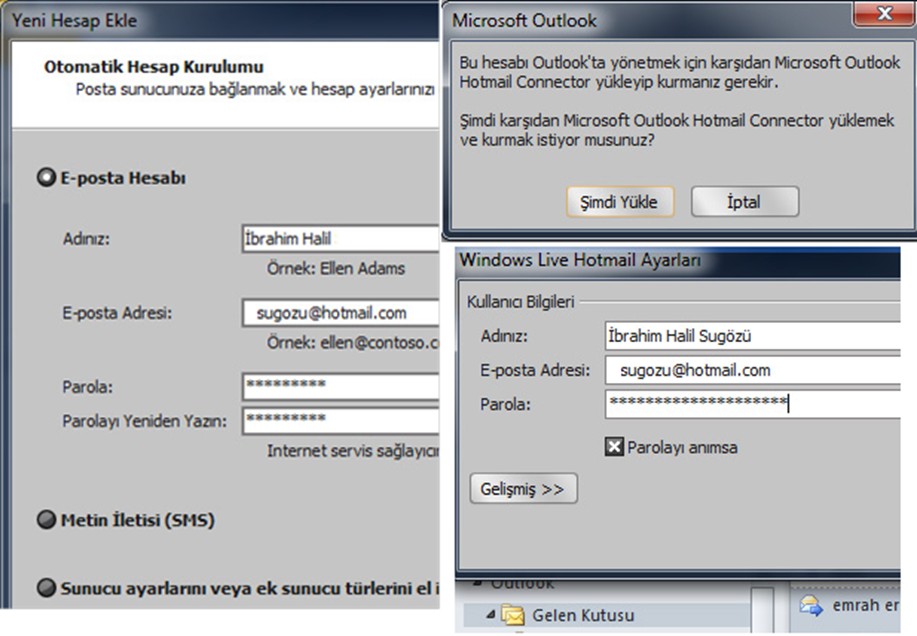 Yeni Hesap Ekle
Otomatik Hesap Kurulumu
Posta sunucunuza bağlanmak ve hesap ayarlarınızı
E-posta Hesabı
Adınız:
İbrahim Halil
Örnek: Ellen Adams
E-posta Adresi:
sugozu@hotmail.com
Örnek: ellen@contoso.c
Parola:
*********
Parolayı Yeniden Yazın:
*********
Internet servis sağlayıcın
Metin İletisi (SMS)
Sunucu ayarlarını veya ek sunucu türlerini el i
Microsoft Outlook
Bu hesabı Outlook'ta yönetmek için karşıdan Microsoft Outlook
Hotmail Connector yükleyip kurmanız gerekir.
Şimdi karşıdan Microsoft Outlook Hotmail Connector yüklemek
ve kurmak istiyor musunuz?
Şimdi Yükle
İptal
Windows Live Hotmail Ayarları
Kullanıcı Bilgileri
Adınız:
İbrahim Halil Sugözü
E-posta Adresi:
sugozu@hotmail.com
Parola:
********************
Parolayı anımsa
Gelişmiş >>
Outlook
Gelen Kutusu
emrah er